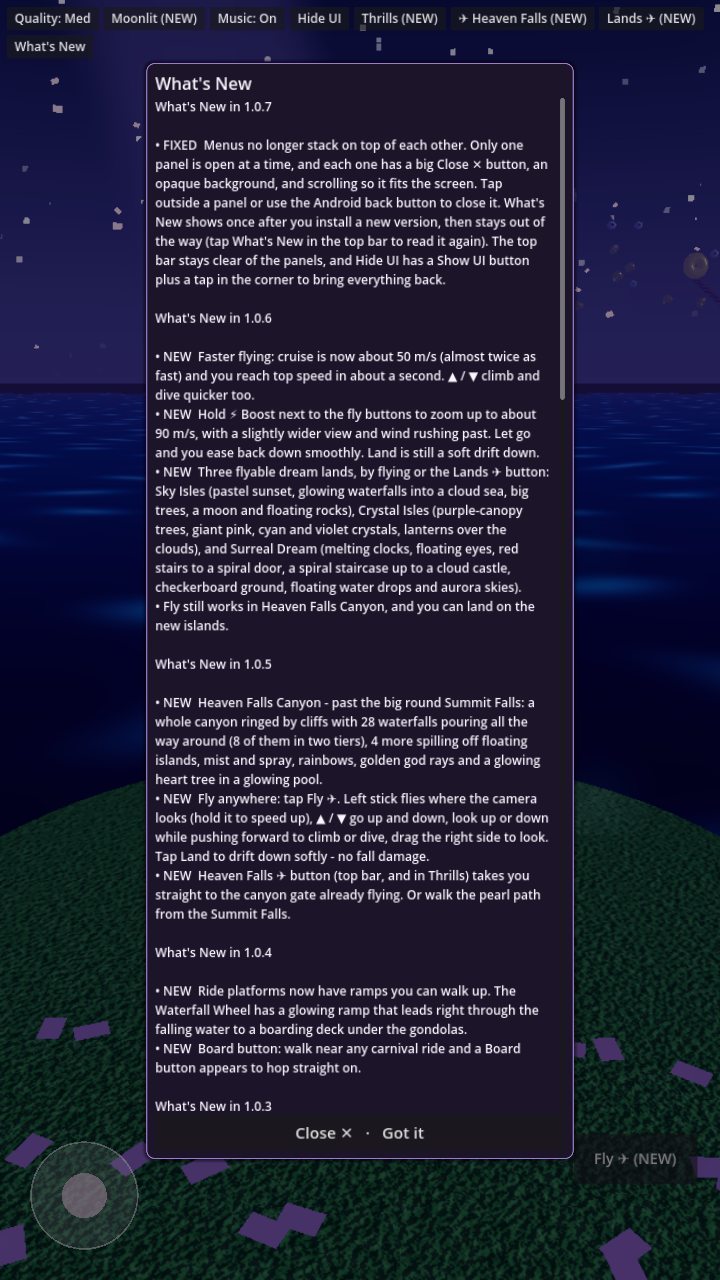 Quality: Med
Moonlit (NEW)
Music: On
Hide UI
Thrills (NEW)
✈ Heaven Falls (NEW)
Lands ✈ (NEW)
What's New
What's New
What's New in 1.0.7
• FIXED  Menus no longer stack on top of each other. Only one
panel is open at a time, and each one has a big Close ✕ button, an
opaque background, and scrolling so it fits the screen. Tap
outside a panel or use the Android back button to close it. What's
New shows once after you install a new version, then stays out of
the way (tap What's New in the top bar to read it again). The top
bar stays clear of the panels, and Hide UI has a Show UI button
plus a tap in the corner to bring everything back.
What's New in 1.0.6
• NEW  Faster flying: cruise is now about 50 m/s (almost twice as
fast) and you reach top speed in about a second. ▲ / ▼ climb and
dive quicker too.
• NEW  Hold ⚡ Boost next to the fly buttons to zoom up to about
90 m/s, with a slightly wider view and wind rushing past. Let go
and you ease back down smoothly. Land is still a soft drift down.
• NEW  Three flyable dream lands, by flying or the Lands ✈ button:
Sky Isles (pastel sunset, glowing waterfalls into a cloud sea, big
trees, a moon and floating rocks), Crystal Isles (purple-canopy
trees, giant pink, cyan and violet crystals, lanterns over the
clouds), and Surreal Dream (melting clocks, floating eyes, red
stairs to a spiral door, a spiral staircase up to a cloud castle,
checkerboard ground, floating water drops and aurora skies).
• Fly still works in Heaven Falls Canyon, and you can land on the
new islands.
What's New in 1.0.5
• NEW  Heaven Falls Canyon - past the big round Summit Falls: a
whole canyon ringed by cliffs with 28 waterfalls pouring all the
way around (8 of them in two tiers), 4 more spilling off floating
islands, mist and spray, rainbows, golden god rays and a glowing
heart tree in a glowing pool.
• NEW  Fly anywhere: tap Fly ✈. Left stick flies where the camera
looks (hold it to speed up), ▲ / ▼ go up and down, look up or down
while pushing forward to climb or dive, drag the right side to look.
Tap Land to drift down softly - no fall damage.
• NEW  Heaven Falls ✈ button (top bar, and in Thrills) takes you
straight to the canyon gate already flying. Or walk the pearl path
from the Summit Falls.
What's New in 1.0.4
• NEW  Ride platforms now have ramps you can walk up. The
Waterfall Wheel has a glowing ramp that leads right through the
falling water to a boarding deck under the gondolas.
• NEW  Board button: walk near any carnival ride and a Board
button appears to hop straight on.
What's New in 1.0.3
Close ✕  ·  Got it
Fly ✈ (NEW)